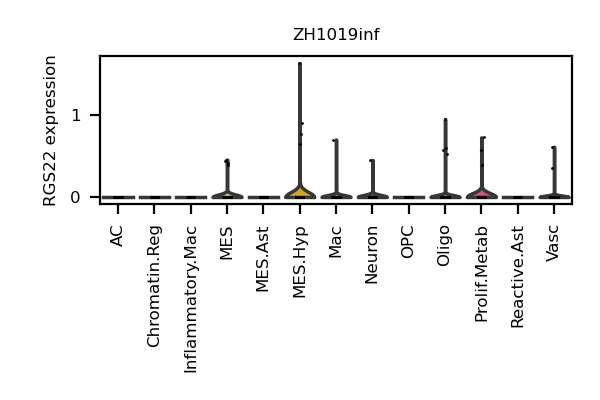 ZH1019inf
RGS22 expression
1
0
AC
Chromatin.Reg
Inflammatory.Mac
MES
MES.Ast
MES.Hyp
Mac
Neuron
OPC
Oligo
Prolif.Metab
Reactive.Ast
Vasc